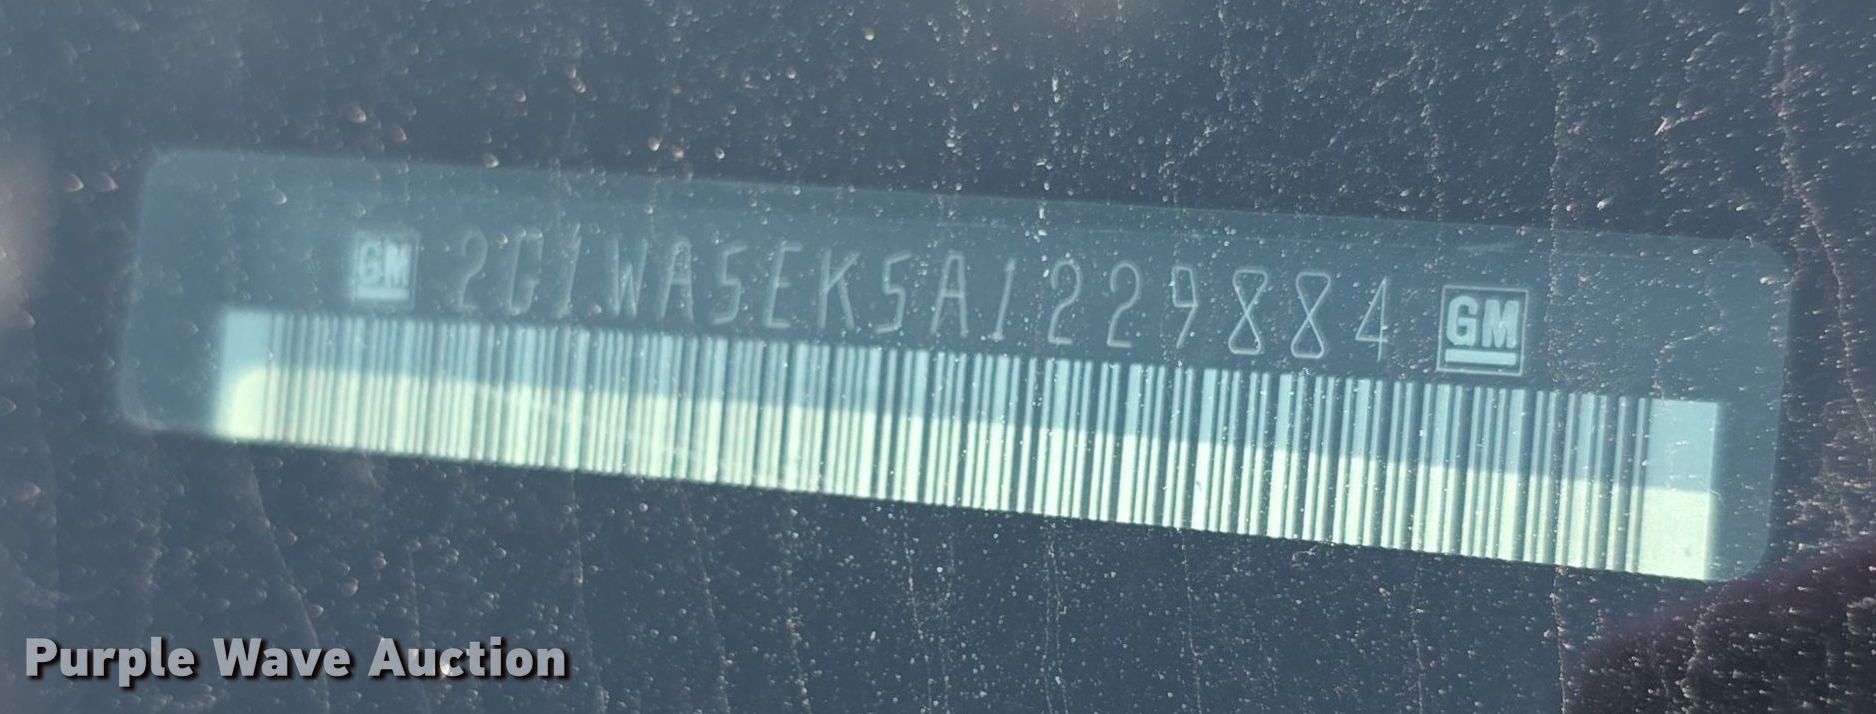 GM 2G1WA5EK5A1229884 GM
Purple Wave Auction